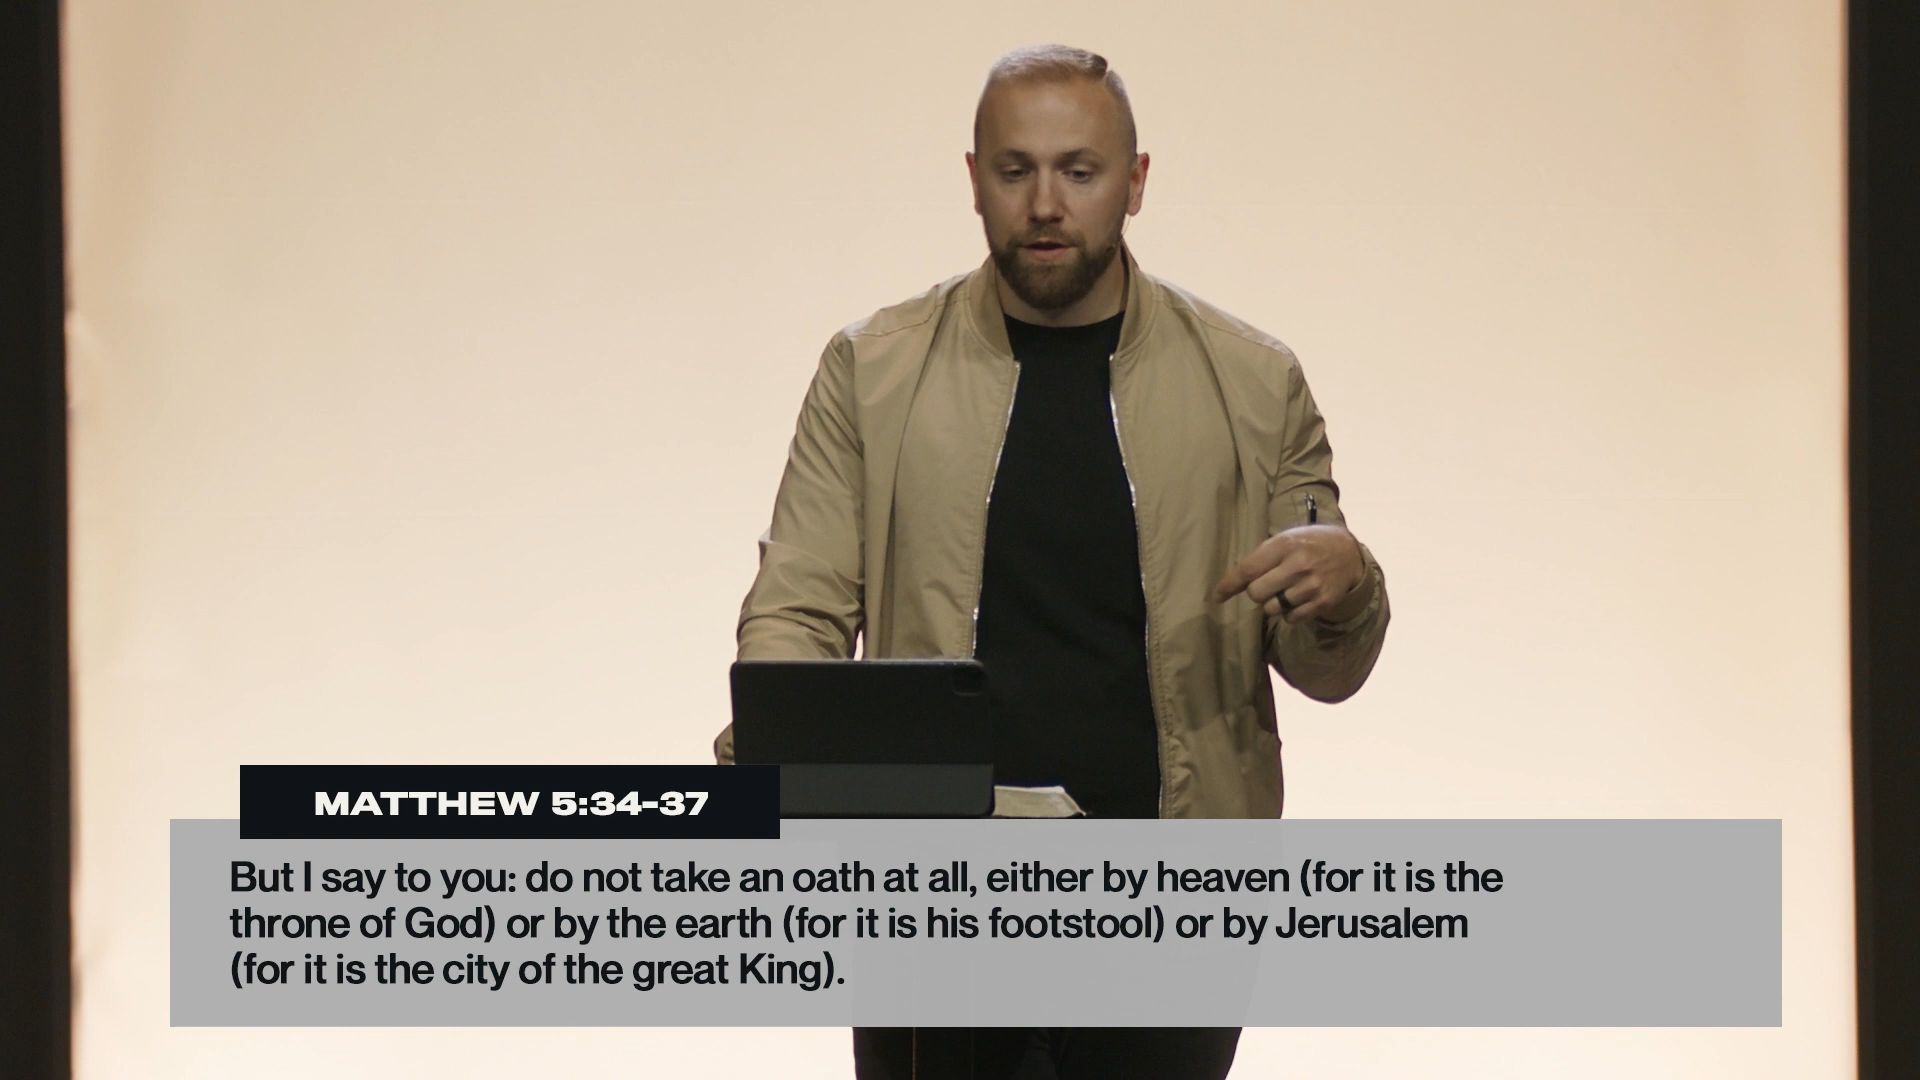 MATTHEW 5:34-37
But I say to you: do not take an oath at all, either by heaven (for it is the
throne of God) or by the earth (for it is his footstool) or by Jerusalem
(for it is the city of the great King).